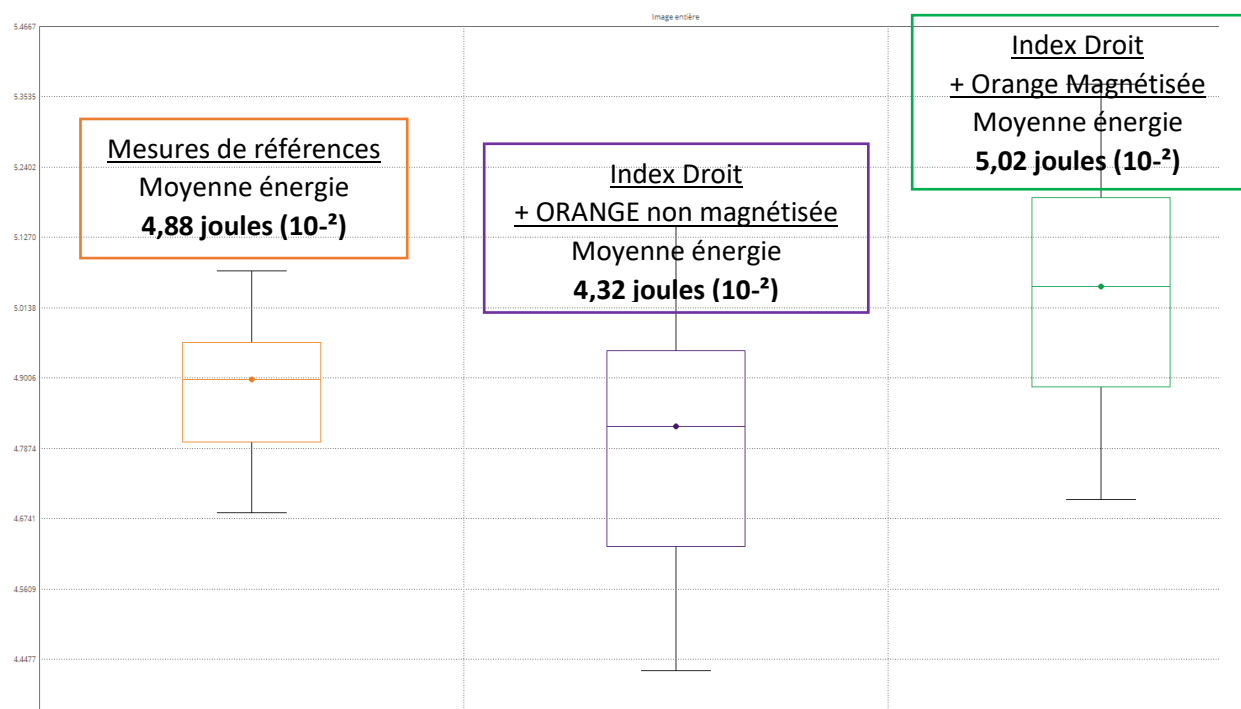 Image entière
5.4667
5.3535
5.2402
5.1270
5.0138
4.9006
4.7874
4.6741
4.5609
4.4477
Mesures de références
Moyenne énergie
4,88 joules (10-²)
Index Droit
+ ORANGE non magnétisée
Moyenne énergie
4,32 joules (10-²)
Index Droit
+ Orange Magnétisée
Moyenne énergie
5,02 joules (10-²)